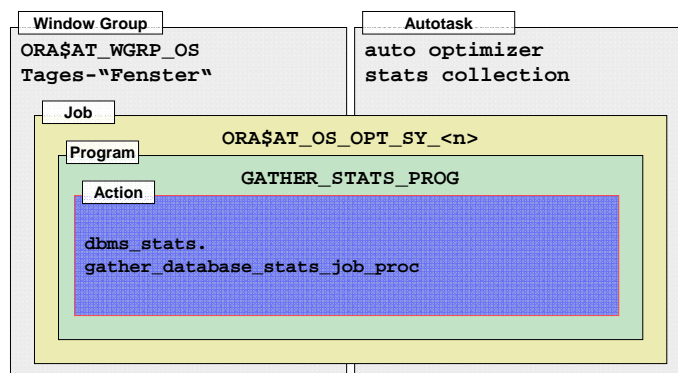 Window Group
ORA$AT_WGRP_OS
Tages-“Fenster“
Autotask
auto optimizer
stats collection
Job
ORA$AT_OS_OPT_SY_<n>
Program
GATHER_STATS_PROG
Action
dbms_stats.
gather_database_stats_job_proc